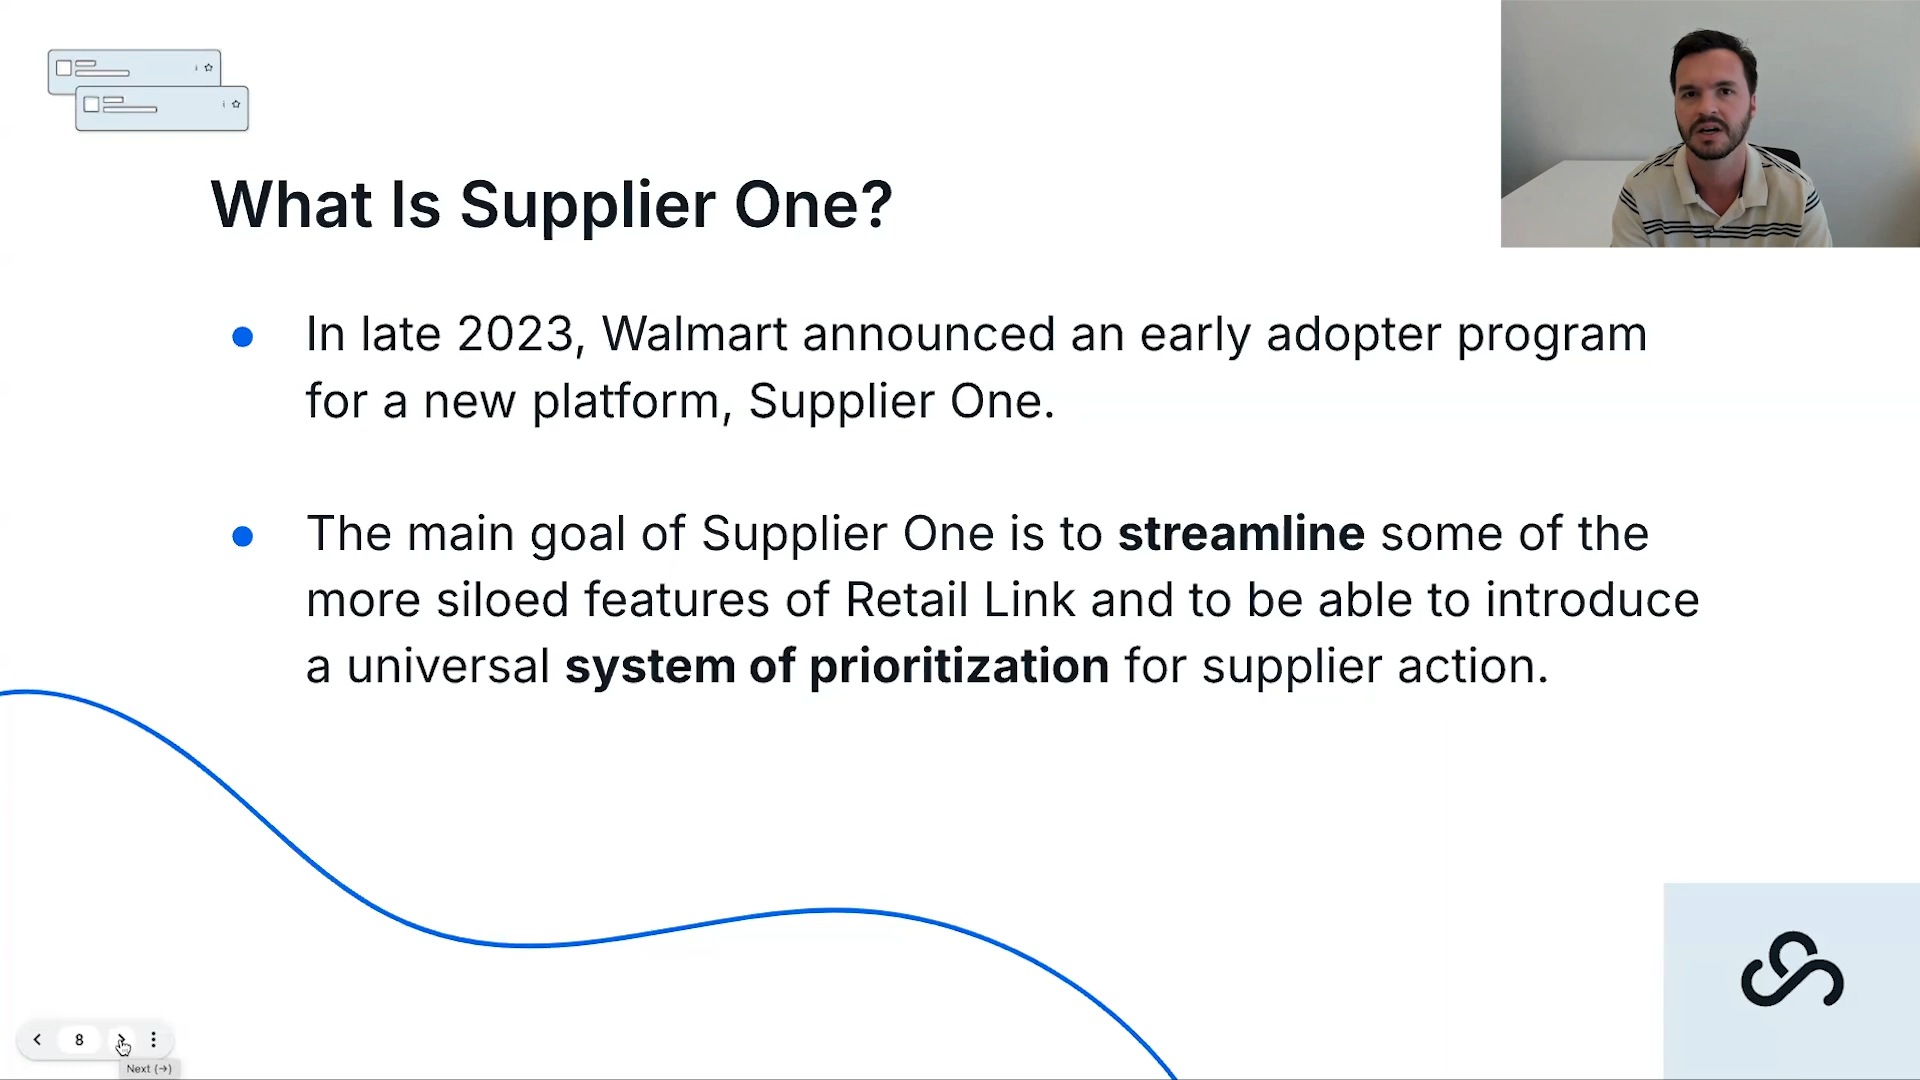 What Is Supplier One?
In late 2023, Walmart announced an early adopter program
for a new platform, Supplier One.
The main goal of Supplier One is to streamline some of the
more siloed features of Retail Link and to be able to introduce
a universal system of prioritization for supplier action.
8
Next (→)